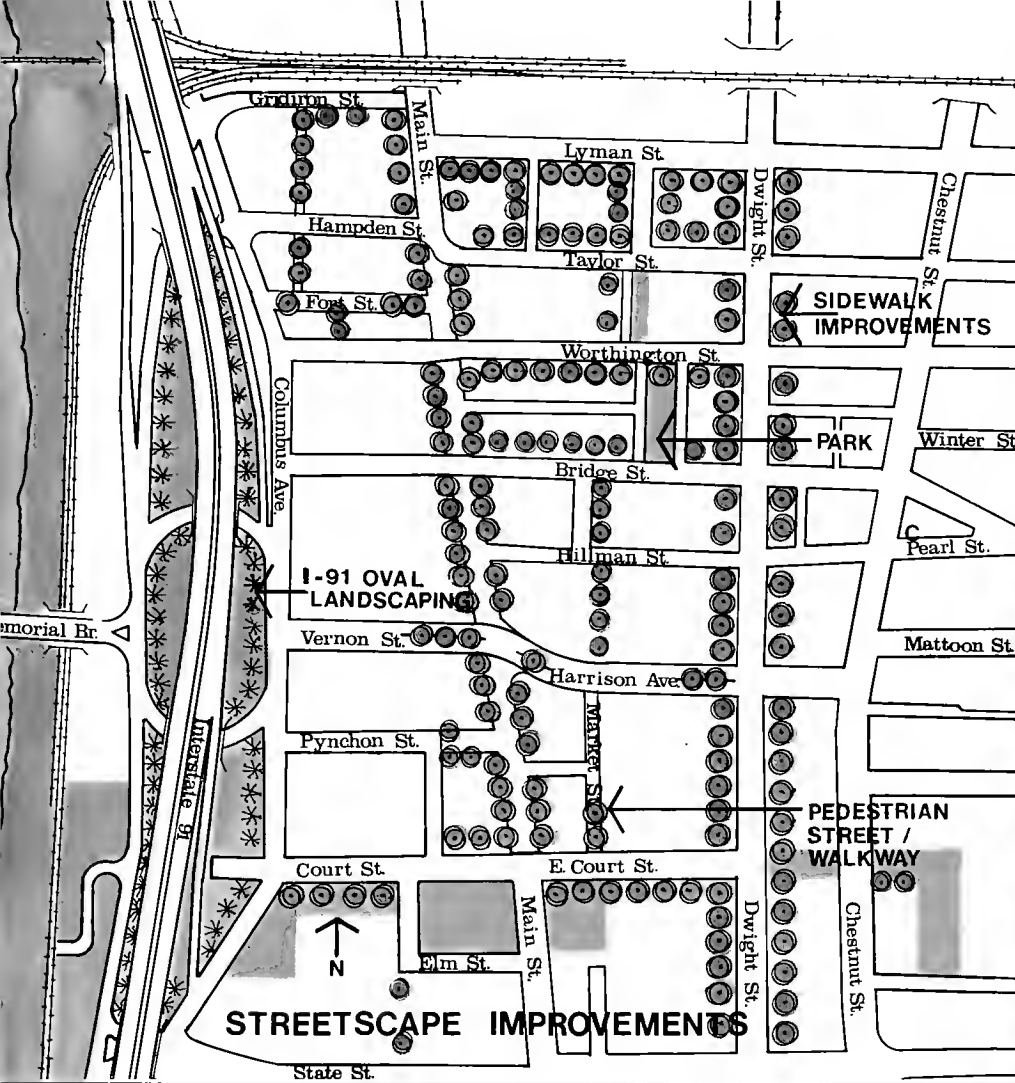 Gridiron St.
Main St.
Lyman St.
Dwight St.
Chestnut St.
Hampden St.
Taylor St.
Fort St.
SIDEWALK
IMPROVEMENTS
Worthington St.
Columbus Ave.
PARK
Winter St
Bridge St.
Hillman St.
Pearl St.
I-91 OVAL
LANDSCAPING
emorial Br.
Vernon St.
Mattoon St.
Harrison Ave.
Market St.
Pynchon St.
Interstate 91
PEDESTRIAN
STREET /
WALKWAY
Court St.
E. Court St.
Main St.
Dwight St.
Chestnut St.
N
Elm St.
STREETSCAPE IMPROVEMENTS
State St.